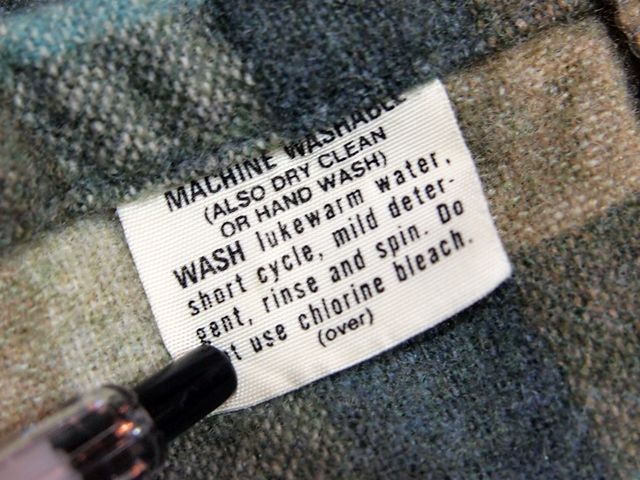 MACHINE WASHABLE
(ALSO DRY CLEAN
OR HAND WASH)
WASH lukewarm water,
short cycle, mild deter-
gent, rinse and spin. Do
use chlorine bleach.
(over)